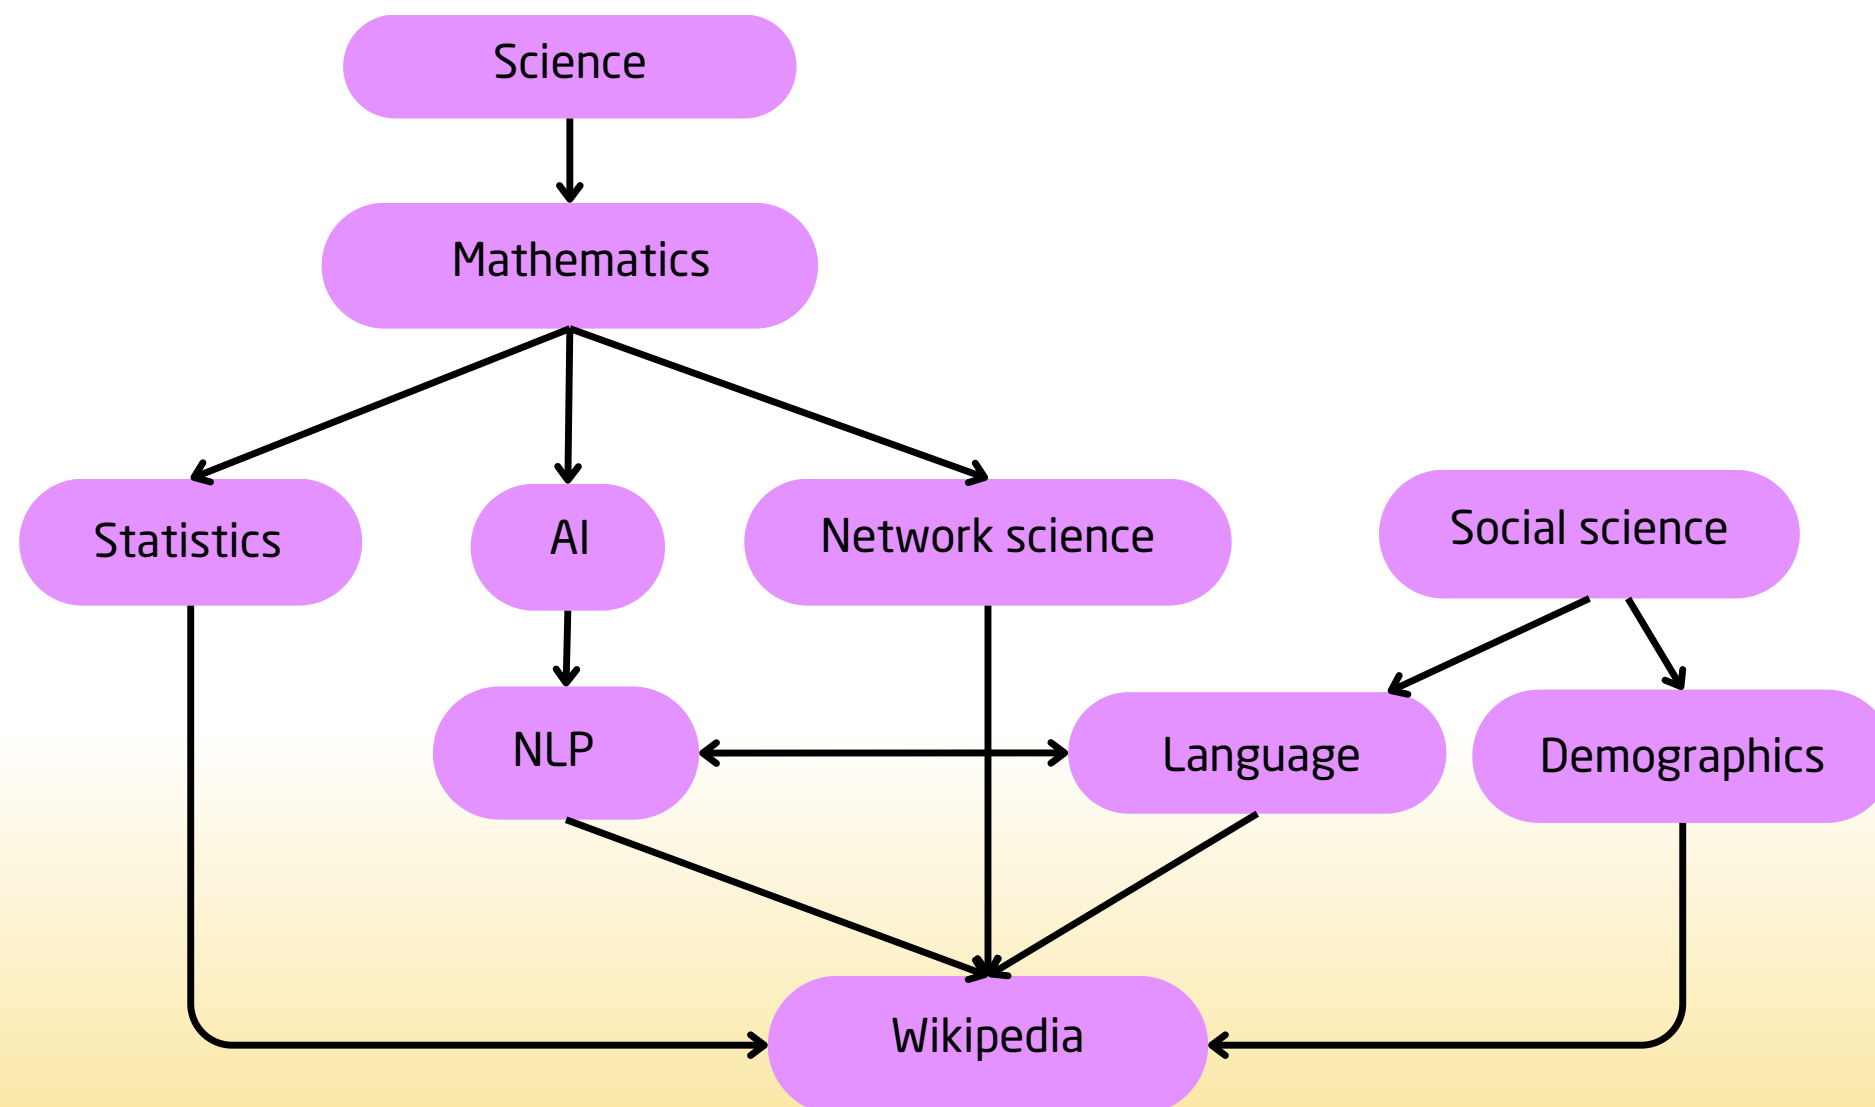 Science
Mathematics
Statistics
AI
Network science
Social science
NLP
Language
Demographics
Wikipedia